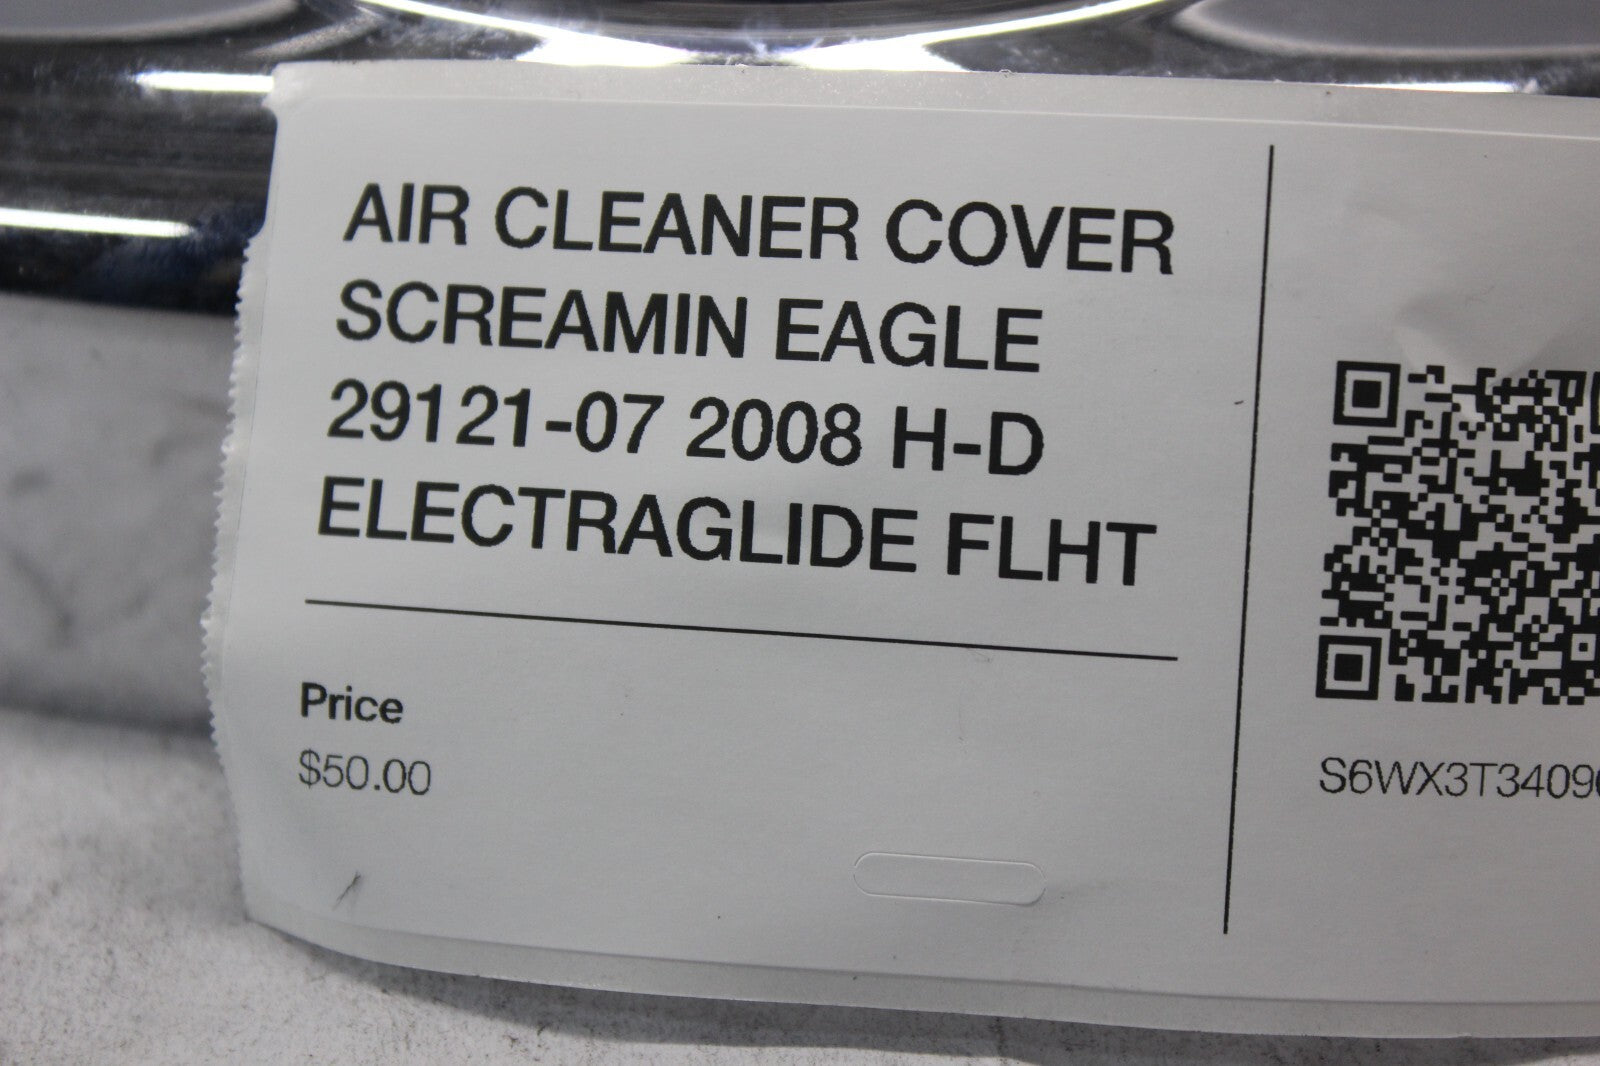 AIR CLEANER COVER
SCREAMIN EAGLE
29121-07 2008 H-D
ELECTRAGLIDE FLHT
Price
$50.00